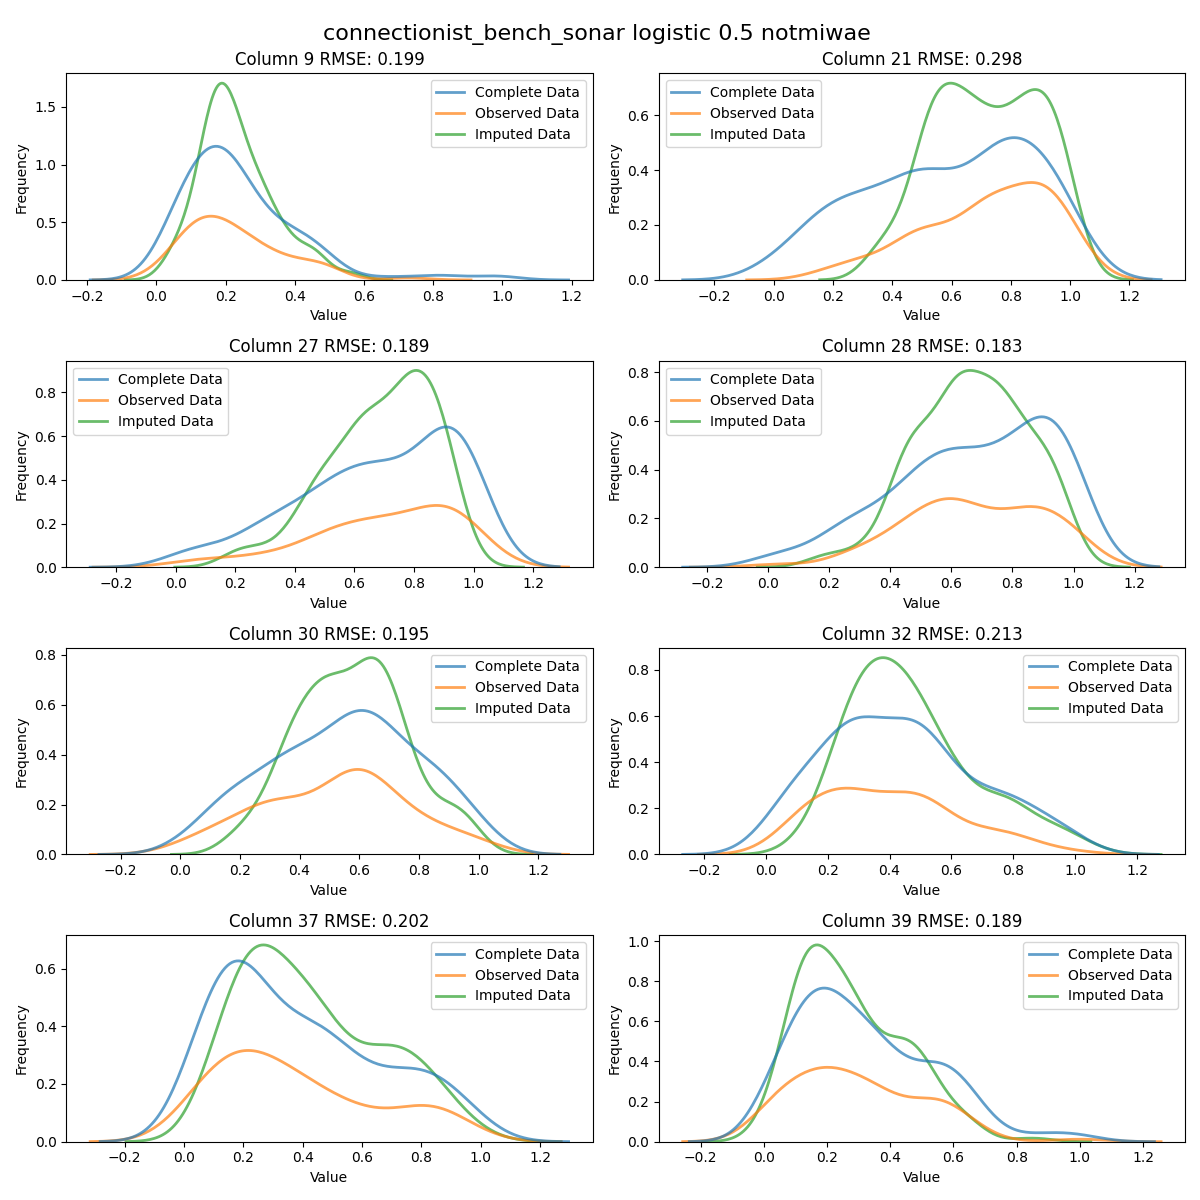 connectionist_bench_sonar logistic 0.5 notmiwae
Column 9 RMSE: 0.199
Frequency
1.5
1.0
0.5
0.0
Complete Data
Observed Data
Imputed Data
−0.2 0.0 0.2 0.4 0.6 0.8 1.0 1.2
Value
Column 21 RMSE: 0.298
Frequency
0.6
0.4
0.2
0.0
Complete Data
Observed Data
Imputed Data
−0.2 0.0 0.2 0.4 0.6 0.8 1.0 1.2
Value
Column 27 RMSE: 0.189
Frequency
0.8
0.6
0.4
0.2
0.0
Complete Data
Observed Data
Imputed Data
−0.2 0.0 0.2 0.4 0.6 0.8 1.0 1.2
Value
Column 28 RMSE: 0.183
Frequency
0.8
0.6
0.4
0.2
0.0
Complete Data
Observed Data
Imputed Data
−0.2 0.0 0.2 0.4 0.6 0.8 1.0 1.2
Value
Column 30 RMSE: 0.195
Frequency
0.8
0.6
0.4
0.2
0.0
Complete Data
Observed Data
Imputed Data
−0.2 0.0 0.2 0.4 0.6 0.8 1.0 1.2
Value
Column 32 RMSE: 0.213
Frequency
0.8
0.6
0.4
0.2
0.0
Complete Data
Observed Data
Imputed Data
−0.2 0.0 0.2 0.4 0.6 0.8 1.0 1.2
Value
Column 37 RMSE: 0.202
Frequency
0.6
0.4
0.2
0.0
Complete Data
Observed Data
Imputed Data
−0.2 0.0 0.2 0.4 0.6 0.8 1.0 1.2
Value
Column 39 RMSE: 0.189
Frequency
1.0
0.8
0.6
0.4
0.2
0.0
Complete Data
Observed Data
Imputed Data
−0.2 0.0 0.2 0.4 0.6 0.8 1.0 1.2
Value